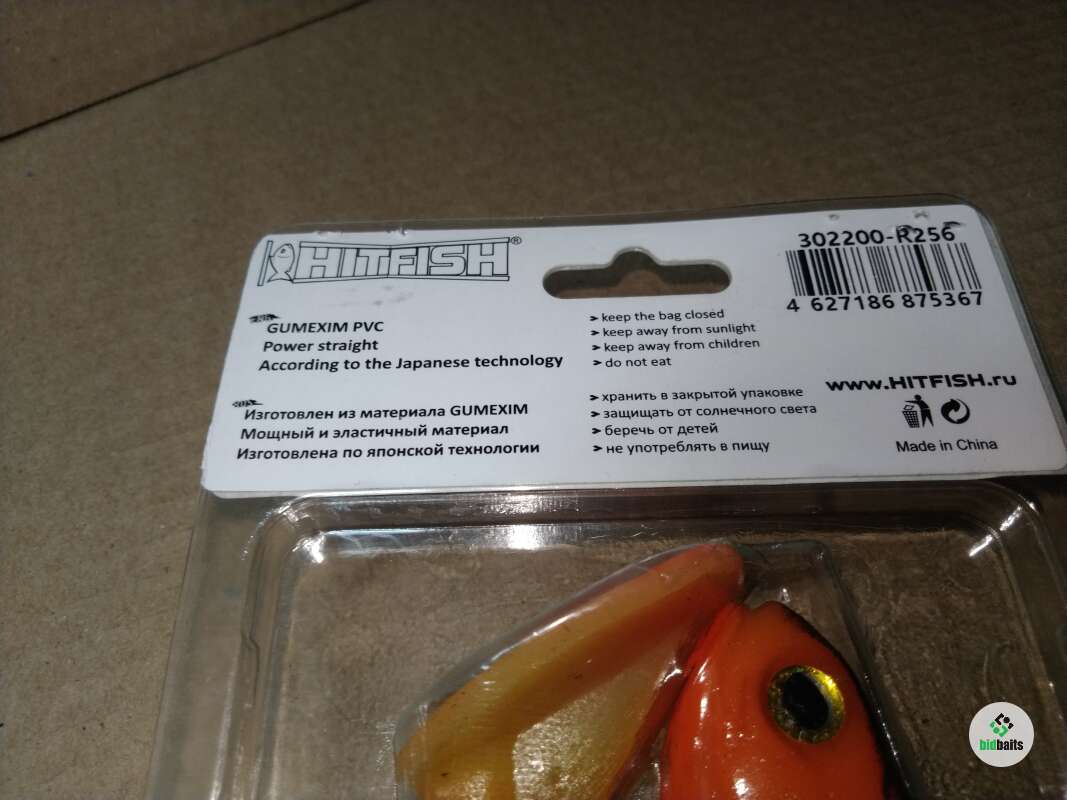 HITFISH®
302200-R256
4 627186 875367
ENG
GUMEXIM PVC
Power straight
According to the Japanese technology
➢ keep the bag closed
➢ keep away from sunlight
➢ keep away from children
➢ do not eat
www.HITFISH.ru
Made in China
RUS
Изготовлен из материала GUMEXIM
Мощный и эластичный материал
Изготовлена по японской технологии
➢ хранить в закрытой упаковке
➢ защищать от солнечного света
➢ беречь от детей
➢ не употреблять в пищу
bidbaits